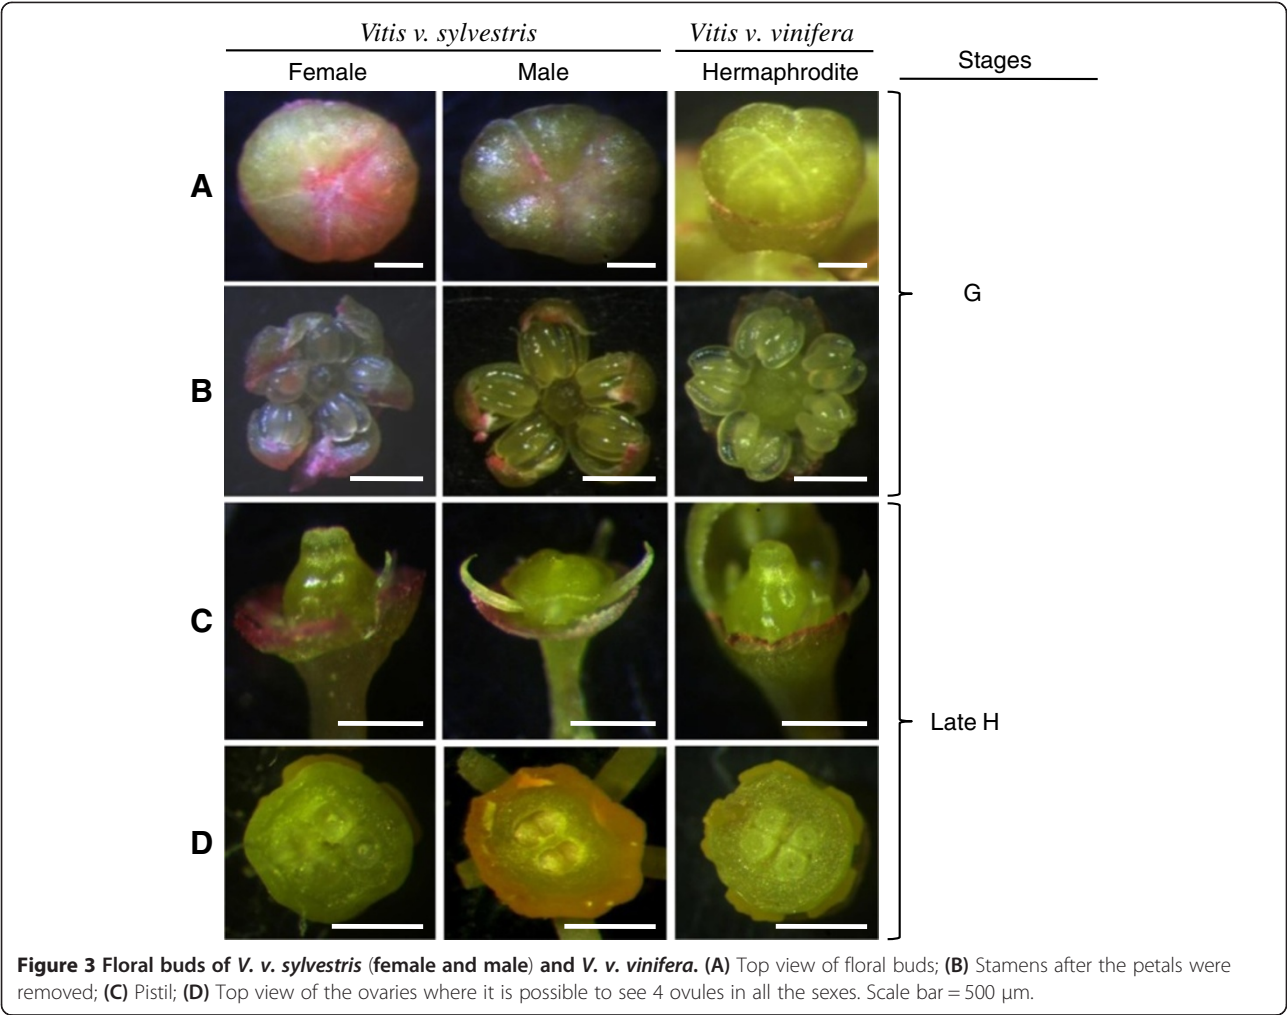 Vitis v. sylvestris
Vitis v. vinifera
Female
Male
Hermaphrodite
Stages
A
G
B
C
Late H
D
Figure 3 Floral buds of V. v. sylvestris (female and male) and V. v. vinifera. (A) Top view of floral buds; (B) Stamens after the petals were
removed; (C) Pistil; (D) Top view of the ovaries where it is possible to see 4 ovules in all the sexes. Scale bar = 500 μm.